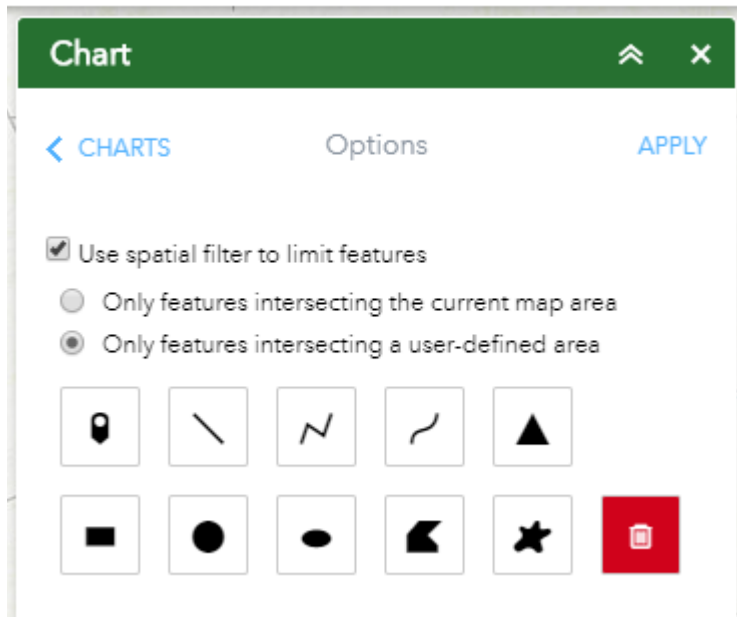 Chart
CHARTS Options APPLY
Use spatial filter to limit features
Only features intersecting the current map area
Only features intersecting a user-defined area